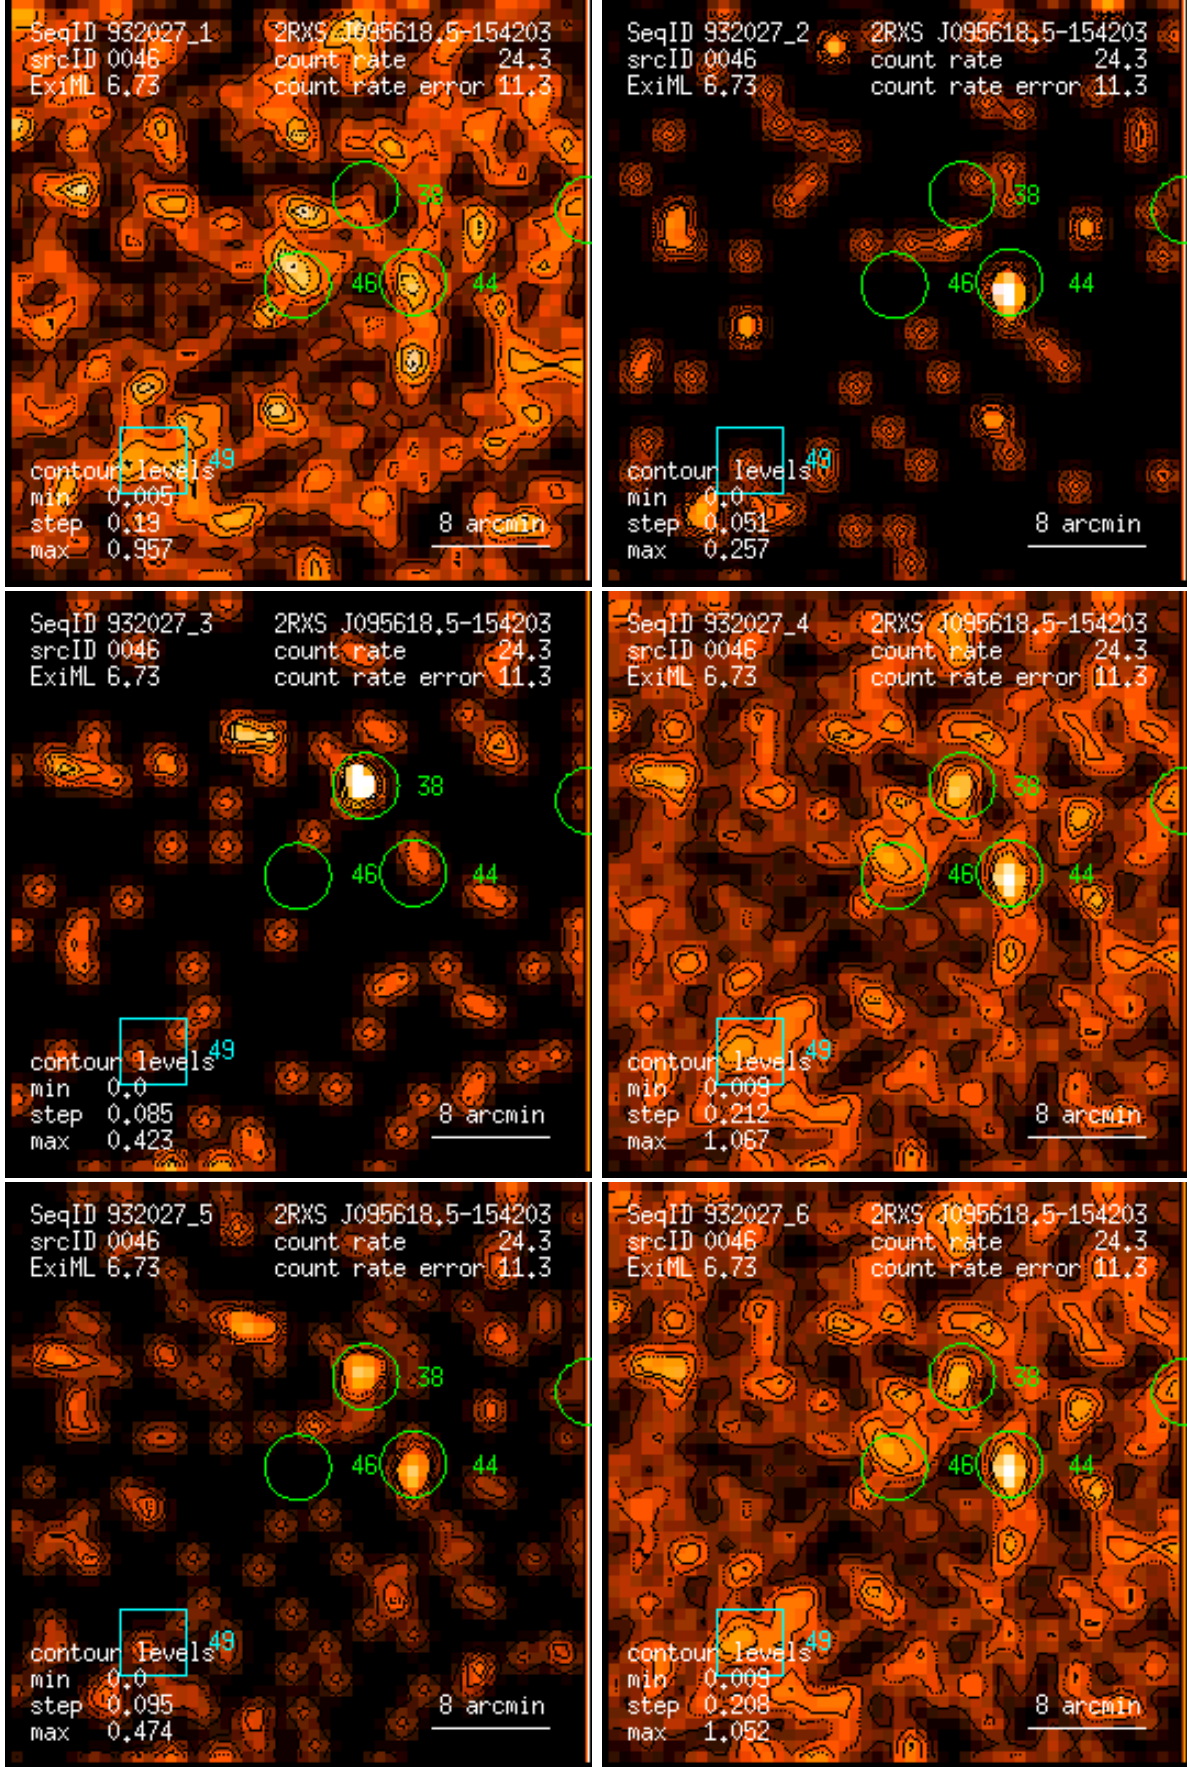 SeqID 932027_1 2RXS J095618.5-154203
srcID 0046 count rate 24.3
ExiML 6.73 count rate error 11.3
38
46 44
49
contour levels
min 0.005
step 0.19 8 arcmin
max 0.957
SeqID 932027_2 2RXS J095618.5-154203
srcID 0046 count rate 24.3
ExiML 6.73 count rate error 11.3
38
46 44
49
contour levels
min 0.0
step 0.051 8 arcmin
max 0.257
SeqID 932027_3 2RXS J095618.5-154203
srcID 0046 count rate 24.3
ExiML 6.73 count rate error 11.3
38
46 44
49
contour levels
min 0.0
step 0.085 8 arcmin
max 0.423
SeqID 932027_4 2RXS J095618.5-154203
srcID 0046 count rate 24.3
ExiML 6.73 count rate error 11.3
38
46 44
49
contour levels
min 0.009
step 0.212 8 arcmin
max 1.067
SeqID 932027_5 2RXS J095618.5-154203
srcID 0046 count rate 24.3
ExiML 6.73 count rate error 11.3
38
46 44
49
contour levels
min 0.0
step 0.095 8 arcmin
max 0.474
SeqID 932027_6 2RXS J095618.5-154203
srcID 0046 count rate 24.3
ExiML 6.73 count rate error 11.3
38
46 44
49
contour levels
min 0.009
step 0.208 8 arcmin
max 1.052